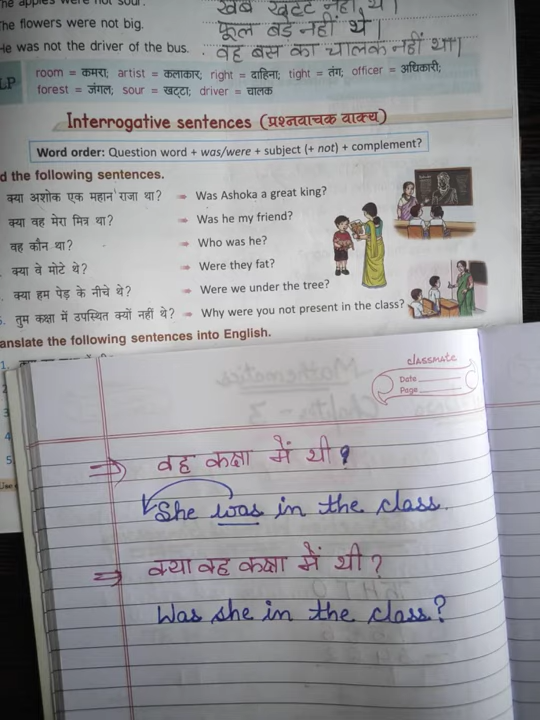 The apples were not sour.
The flowers were not big. फूल बड़े नहीं थे।
He was not the driver of the bus. वह बस का चालक नहीं था।
LP room = कमरा; artist = कलाकार; right = दाहिना; tight = तंग; officer = अधिकारी;
forest = जंगल; sour = खट्टा; driver = चालक
Interrogative sentences (प्रश्नवाचक वाक्य)
Word order: Question word + was/were + subject (+ not) + complement?
d the following sentences.
क्या अशोक एक महान राजा था? Was Ashoka a great king?
क्या वह मेरा मित्र था? Was he my friend?
वह कौन था? Who was he?
क्या वे मोटे थे? Were they fat?
क्या हम पेड़ के नीचे थे? Were we under the tree?
तुम कक्षा में उपस्थित क्यों नहीं थे? Why were you not present in the class?
anslate the following sentences into English.
1.
2
3
4
5
classmate
Date
Page
⇒ वह कक्षा में थी?
She was in the class.
⇒ क्या वह कक्षा में थी?
Was she in the class?